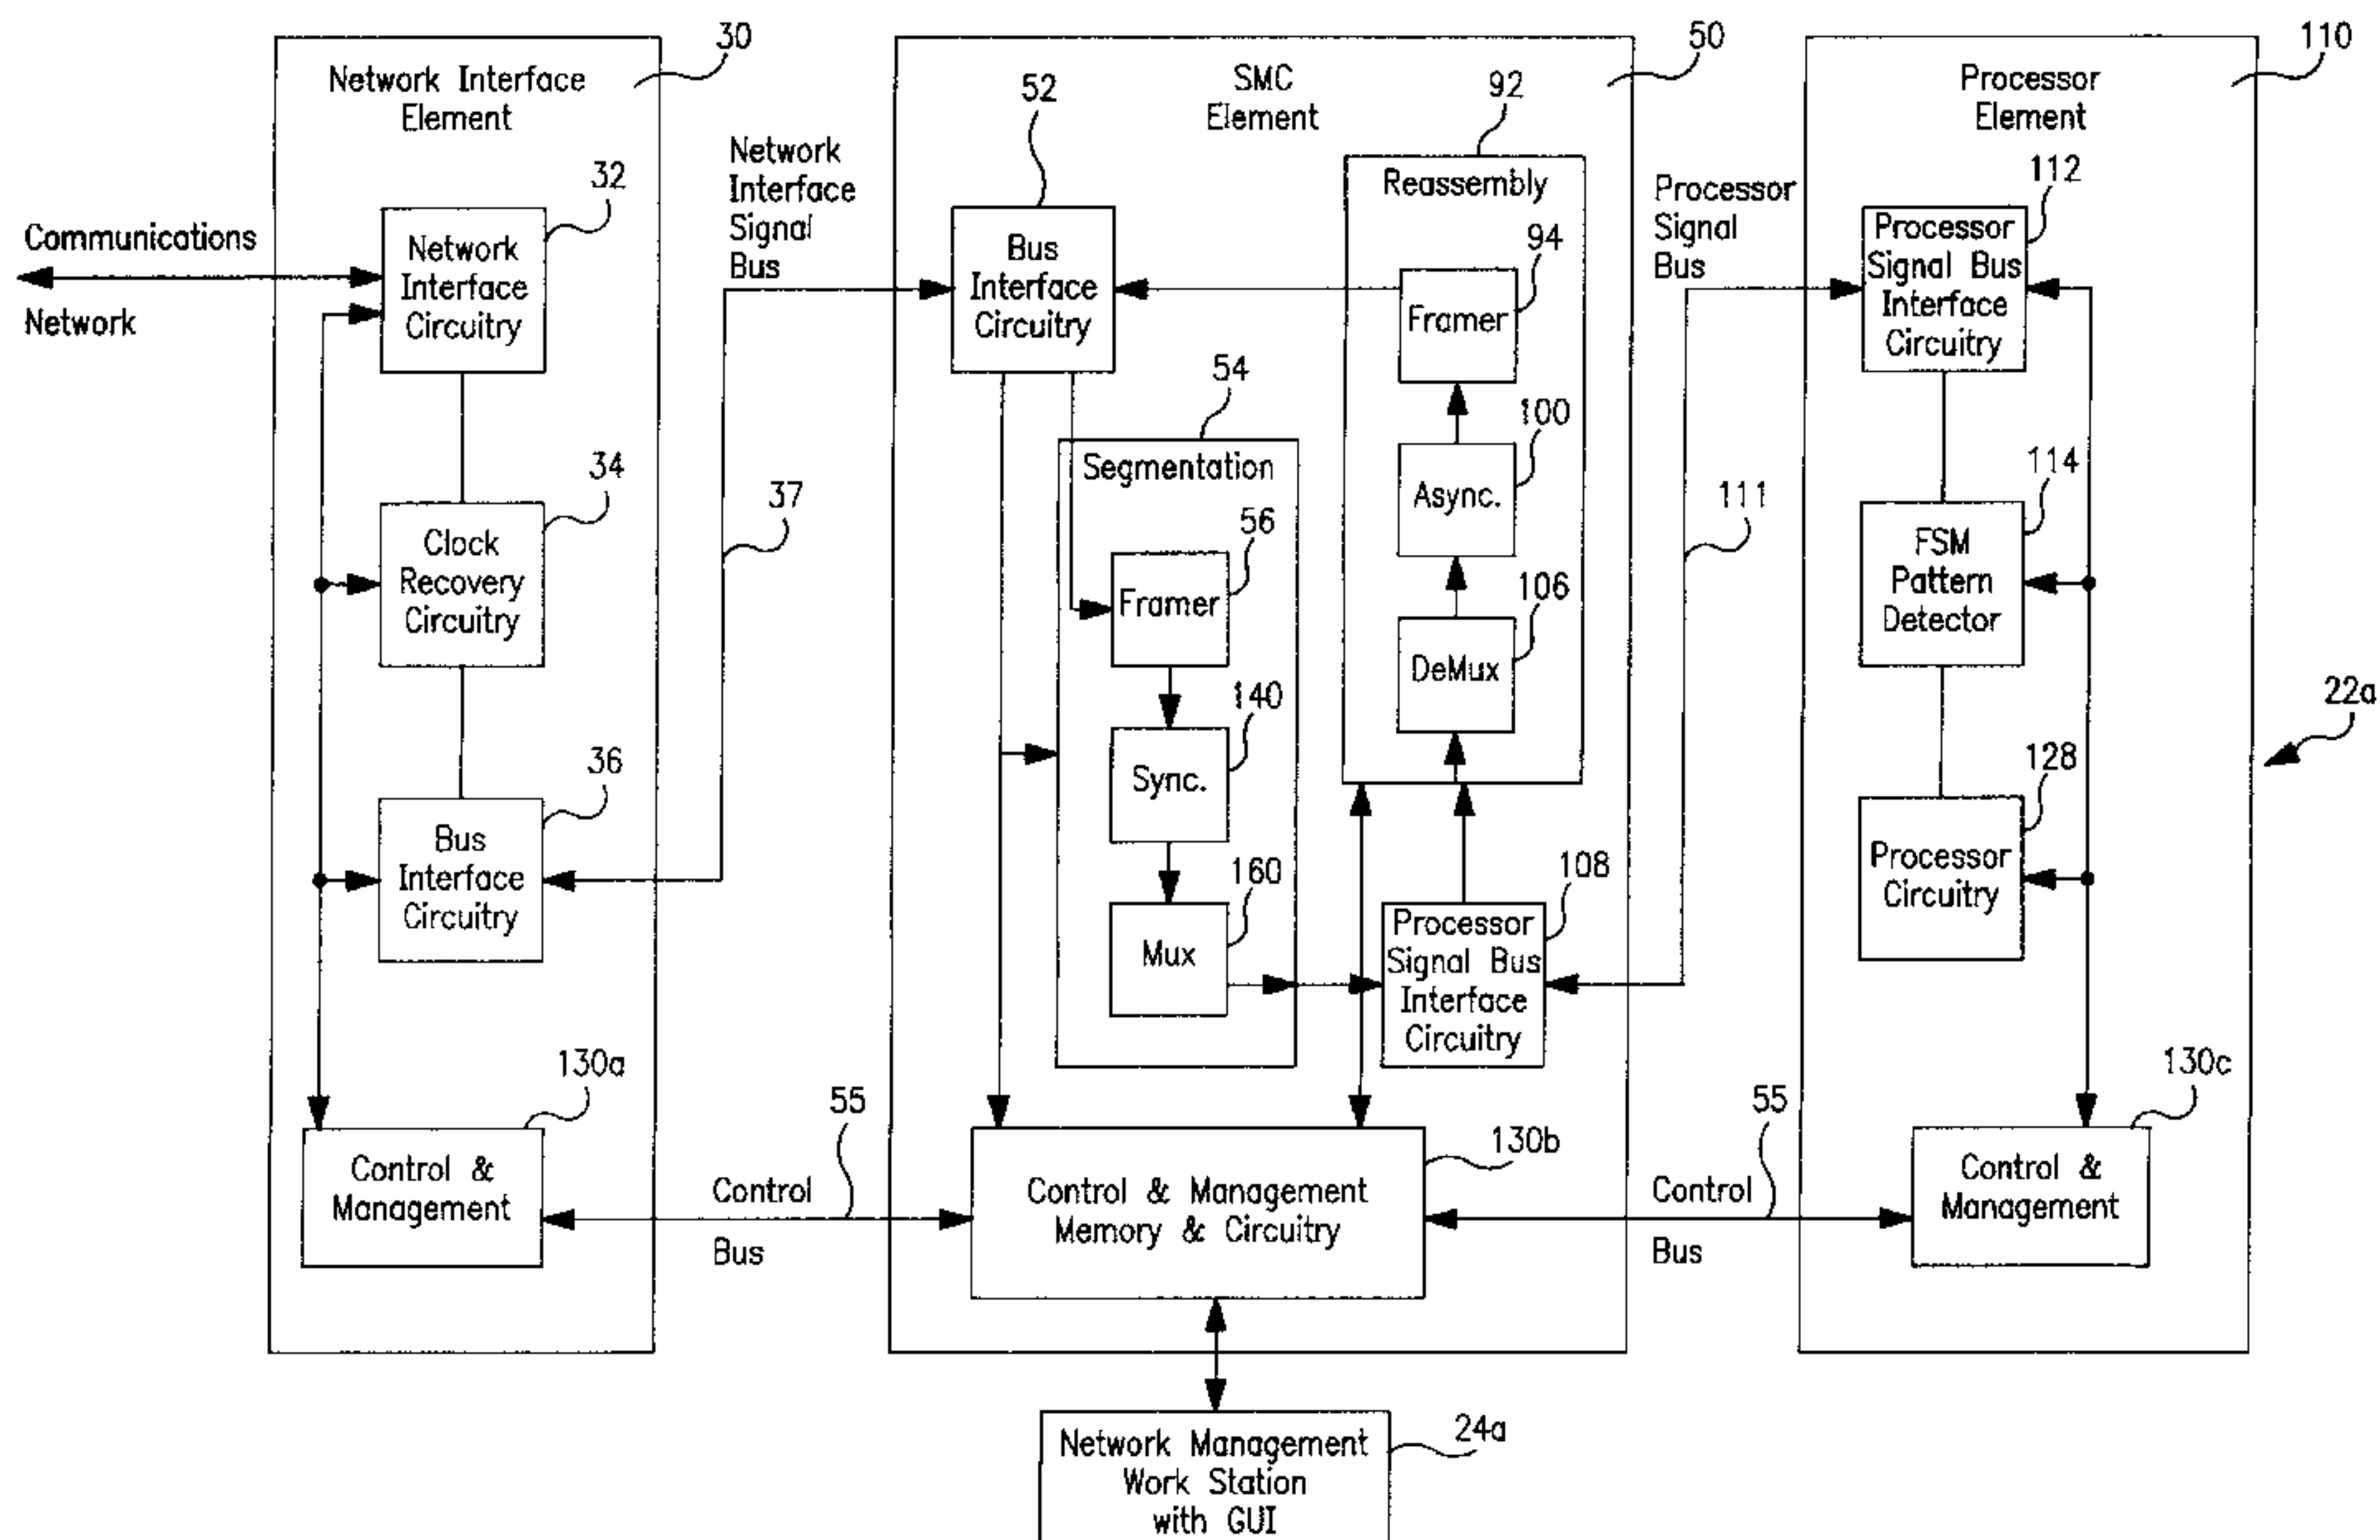 30
Network Interface
Element
32
Communications
Network
Network
Interface
Circuitry
34
Clock
Recovery
Circuitry
36
Bus
Interface
Circuitry
130a
Control &
Management
Network
Interface
Signal
Bus
37
55
Control
Bus
50
SMC
Element
52
Bus
Interface
Circuitry
54
Segmentation
56
Framer
140
Sync.
160
Mux
92
Reassembly
94
Framer
100
Async.
106
DeMux
108
Processor
Signal Bus
Interface
Circuitry
130b
Control & Management
Memory & Circuitry
24a
Network Management
Work Station
with GUI
Processor
Signal
Bus
111
55
Control
Bus
110
Processor
Element
112
Processor
Signal Bus
Interface
Circuitry
114
FSM
Pattern
Detector
128
Processor
Circuitry
130c
Control &
Management
22a